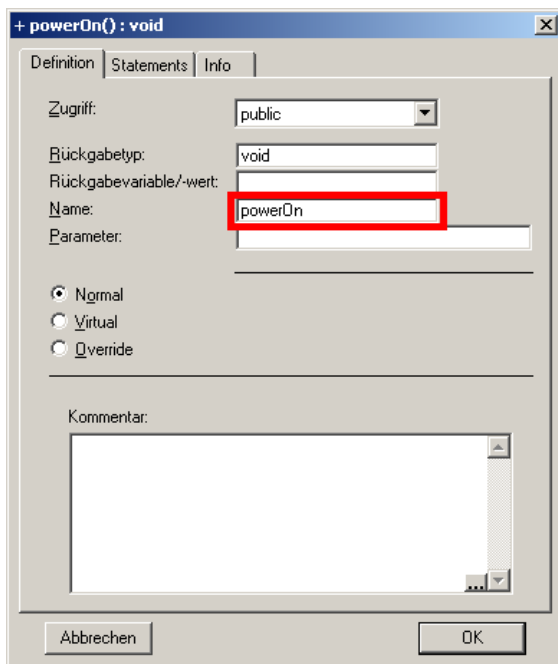 + powerOn() : void
Definition Statements Info
Zugriff: public
Rückgabetyp: void
Rückgabevariable/-wert:
Name: powerOn
Parameter:
Normal
Virtual
Override
Kommentar:
...
Abbrechen OK